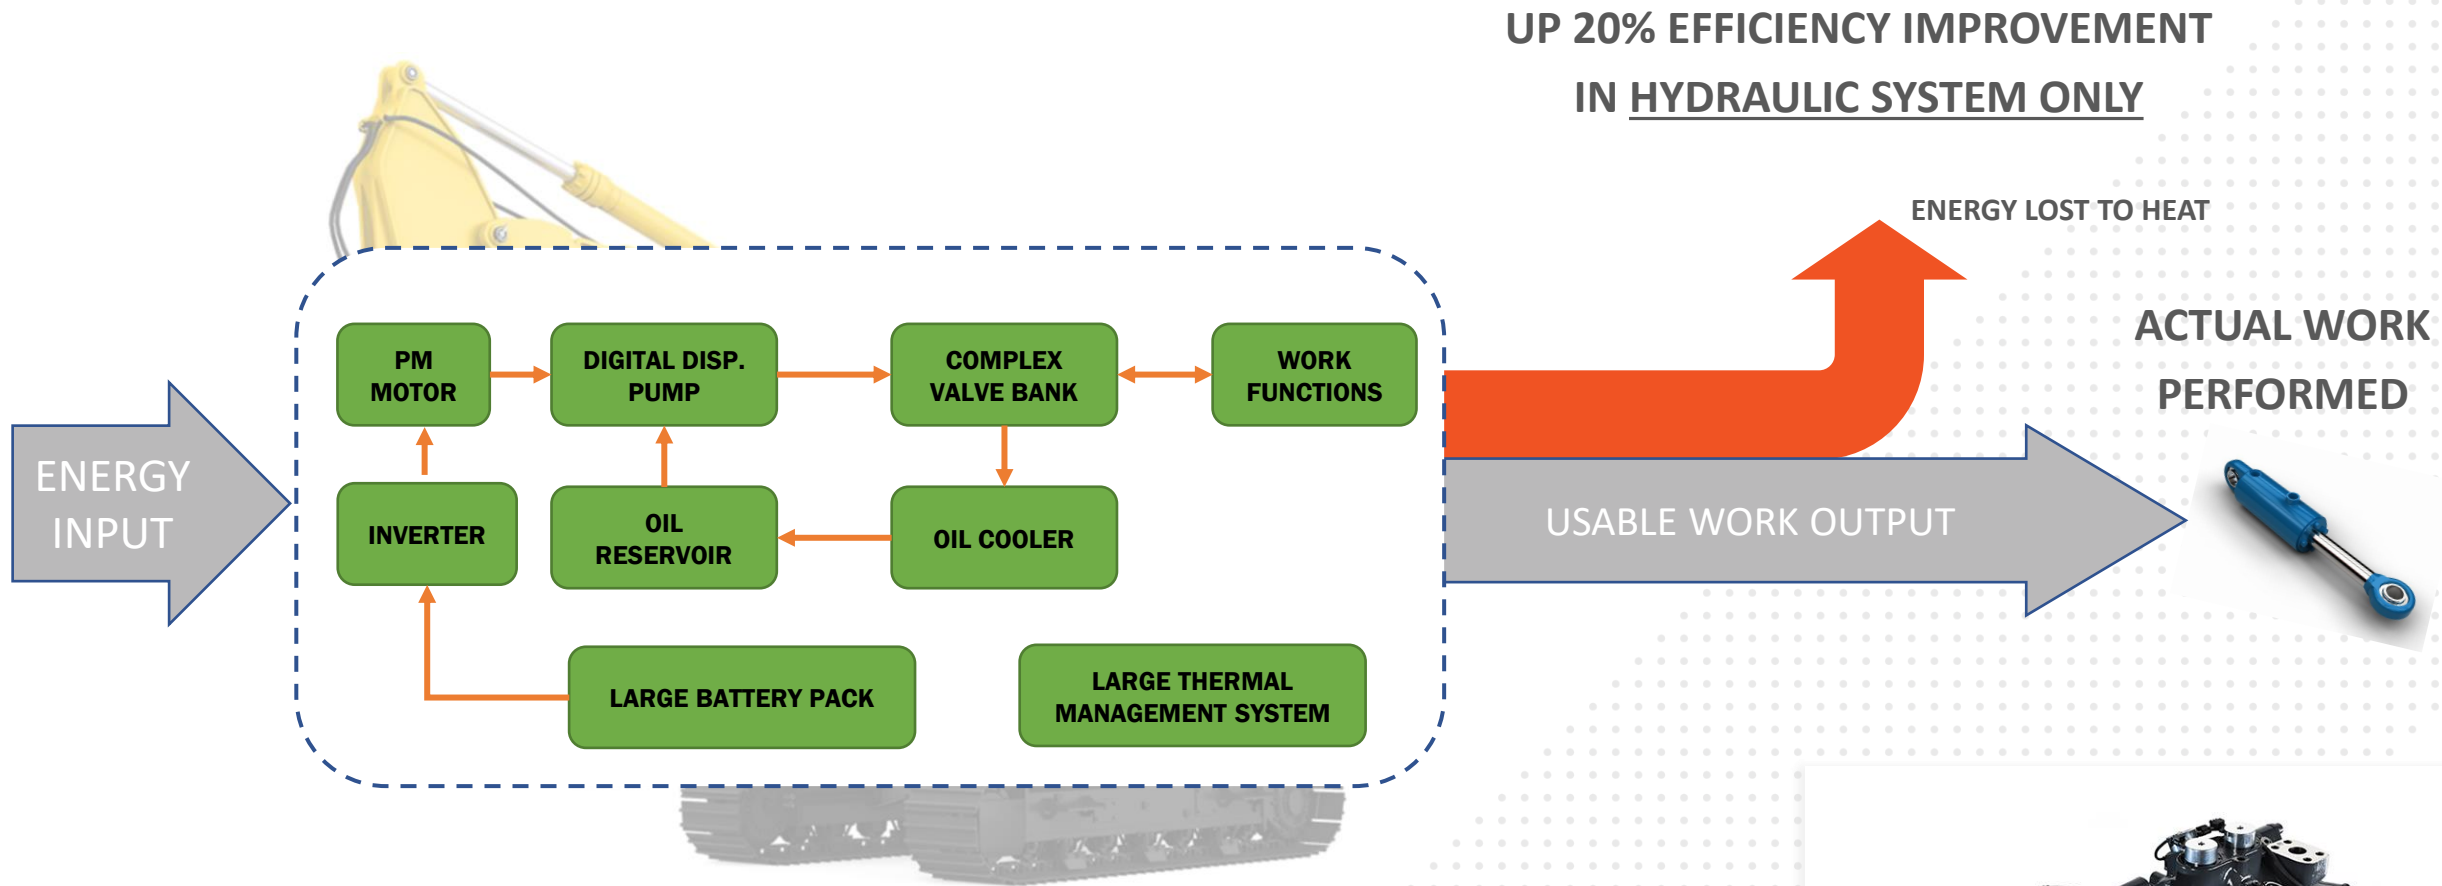 UP 20% EFFICIENCY IMPROVEMENT
IN HYDRAULIC SYSTEM ONLY
ENERGY LOST TO HEAT
ACTUAL WORK
PERFORMED
ENERGY
INPUT
PM
MOTOR
DIGITAL DISP.
PUMP
COMPLEX
VALVE BANK
WORK
FUNCTIONS
INVERTER
OIL
RESERVOIR
OIL COOLER
USABLE WORK OUTPUT
LARGE BATTERY PACK
LARGE THERMAL
MANAGEMENT SYSTEM